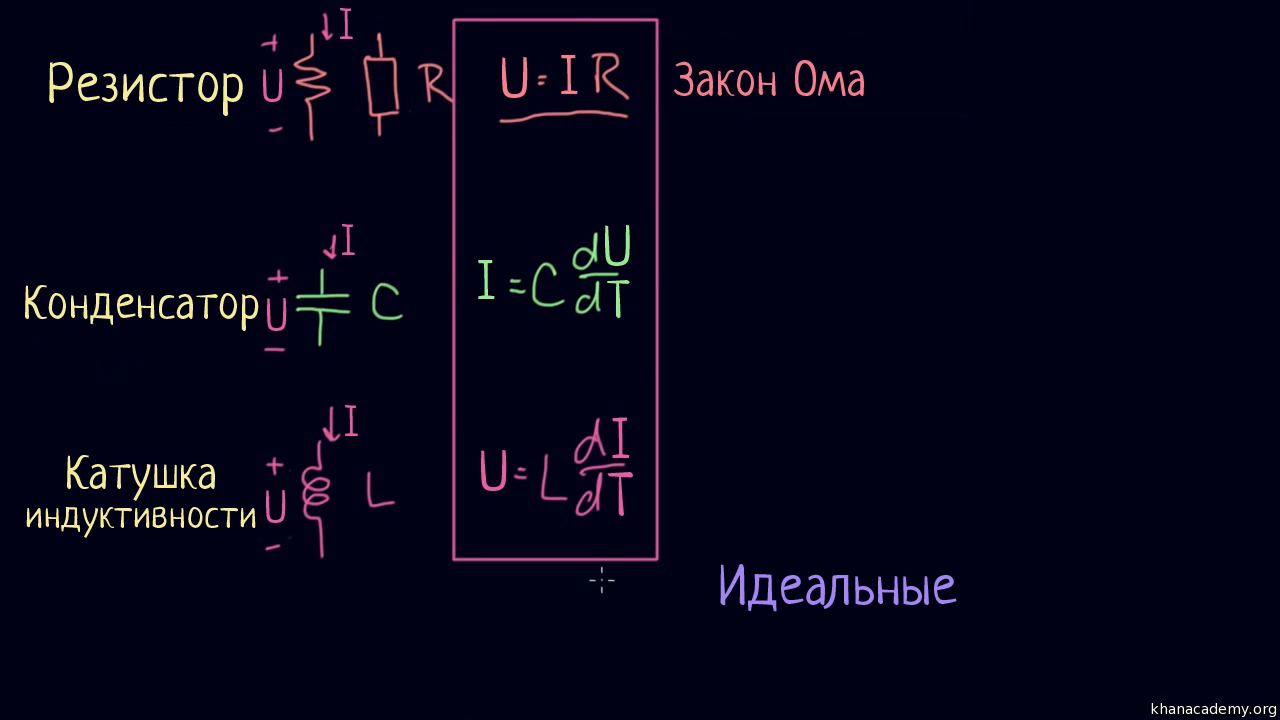 Резистор + U - I R U = I R Закон Ома
Конденсатор + U - I C I = C dU/dT
Катушка индуктивности + U - I L U = L dI/dT
Идеальные
khanacademy.org